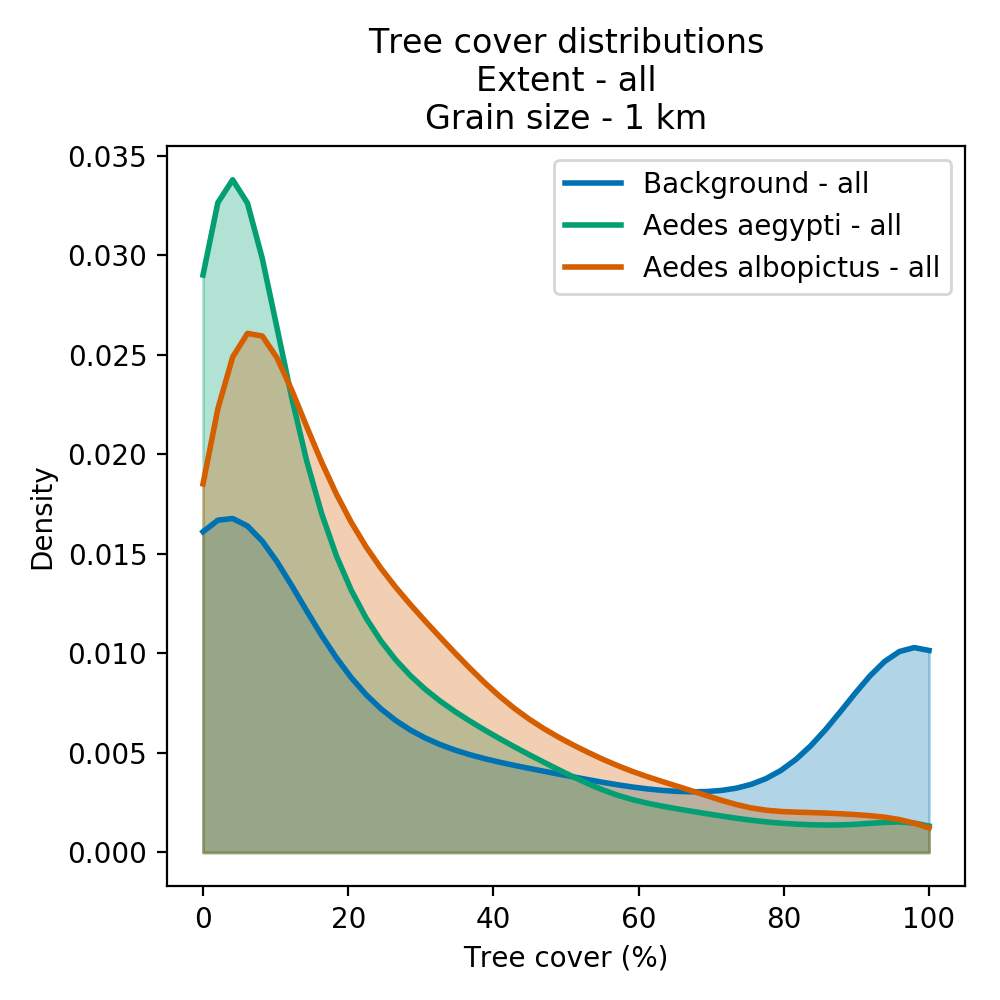 Tree cover distributions
Extent - all
Grain size - 1 km
0.035
0.030
0.025
0.020
0.015
0.010
0.005
0.000
Density
Background - all
Aedes aegypti - all
Aedes albopictus - all
0 20 40 60 80 100
Tree cover (%)